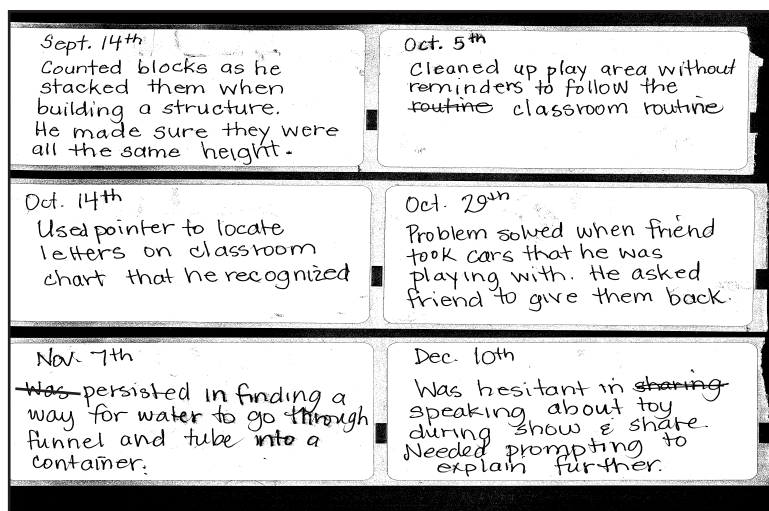 Sept. 14th
Counted blocks as he
stacked them when
building a structure.
He made sure they were
all the same height.
Oct. 5th
Cleaned up play area without
reminders to follow the
~~routine~~ classroom routine
Oct. 14th
Used pointer to locate
letters on classroom
chart that he recognized
Oct. 29th
Problem solved when friend
took cars that he was
playing with. He asked
friend to give them back.
Nov. 7th
~~Was~~ persisted in finding a
way for water to go through
funnel and tube into a
container.
Dec. 10th
Was hesitant in ~~sharing~~
speaking about toy
during show & share.
Needed prompting to
explain further.